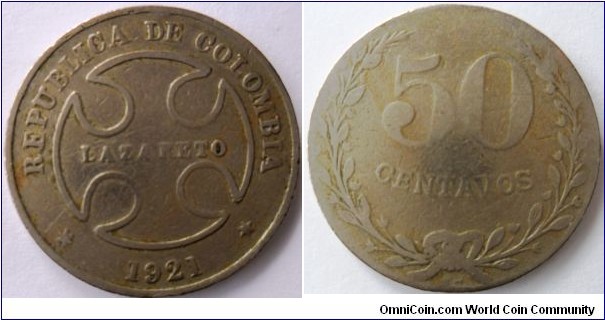 REPUBLICA DE COLOMBIA
LAZARETO
1921
50
CENTAVOS
OmniCoin.com World Coin Community